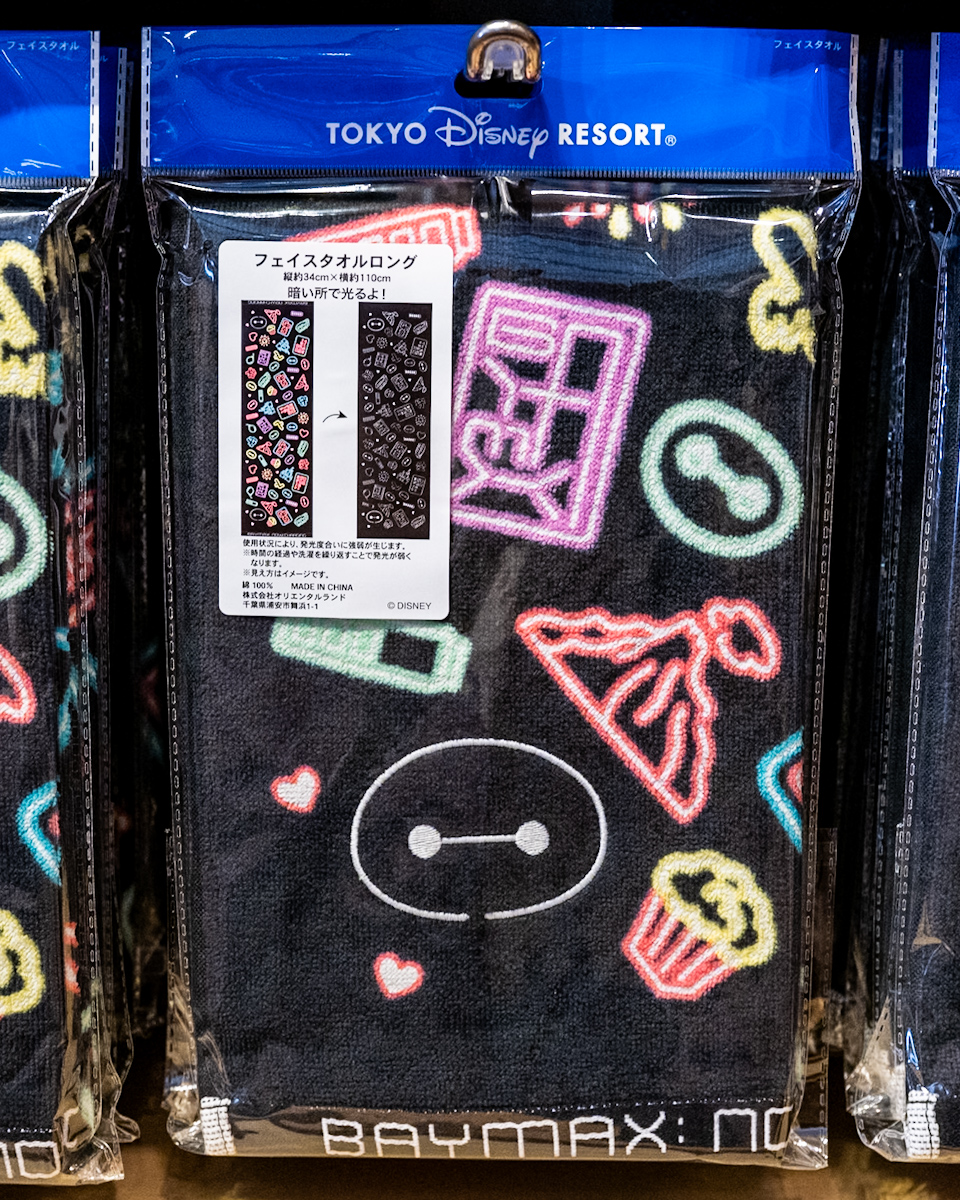 フェイスタオル
フェイスタオル
TOKYO Disney RESORT®
フェイスタオルロング
縦約34cm×横約110cm
暗い所で光るよ！
使用状況により、発光度合いに強弱が生じます。
※時間の経過や洗濯を繰り返すことで発光が弱く
なります。
※見え方はイメージです。
綿 100% MADE IN CHINA
株式会社オリエンタルランド
千葉県浦安市舞浜1-1
© DISNEY
BAYMAX: NO